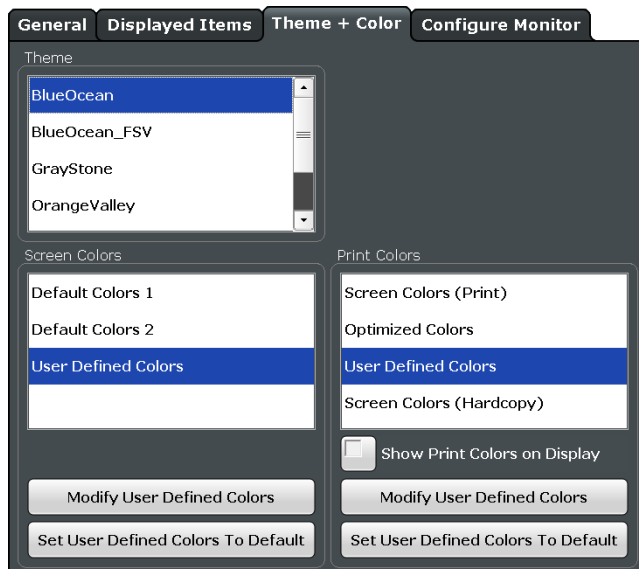 General Displayed Items Theme + Color Configure Monitor
Theme
BlueOcean
BlueOcean_FSV
GrayStone
OrangeValley
Screen Colors
Default Colors 1
Default Colors 2
User Defined Colors
Modify User Defined Colors
Set User Defined Colors To Default
Print Colors
Screen Colors (Print)
Optimized Colors
User Defined Colors
Screen Colors (Hardcopy)
Show Print Colors on Display
Modify User Defined Colors
Set User Defined Colors To Default